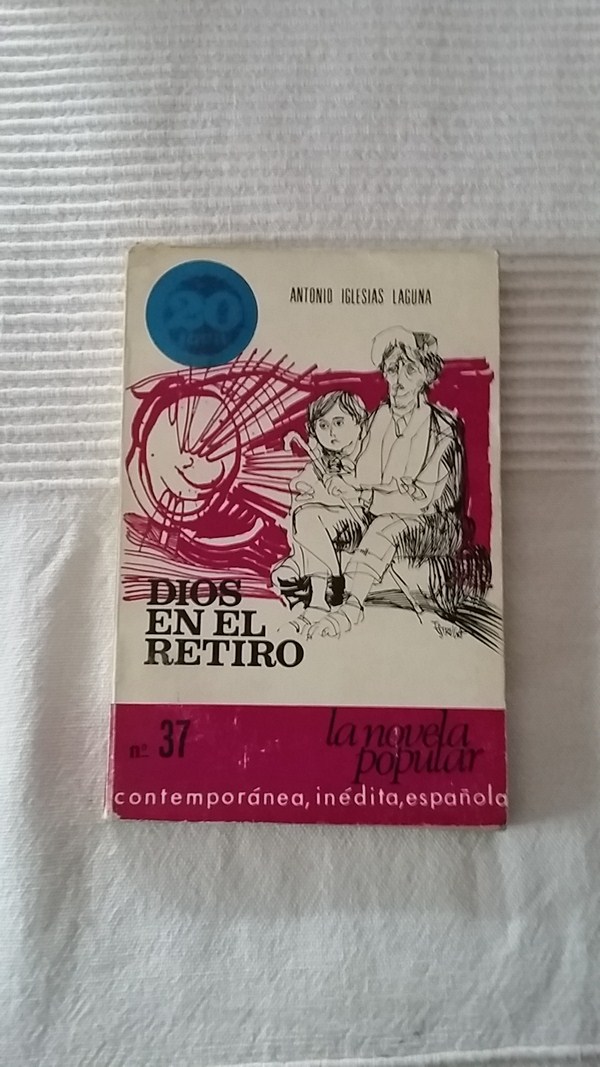 20
ANTONIO IGLESIAS LAGUNA
DIOS
EN EL
RETIRO
nº 37
la novela
popular
contemporánea, inédita, española